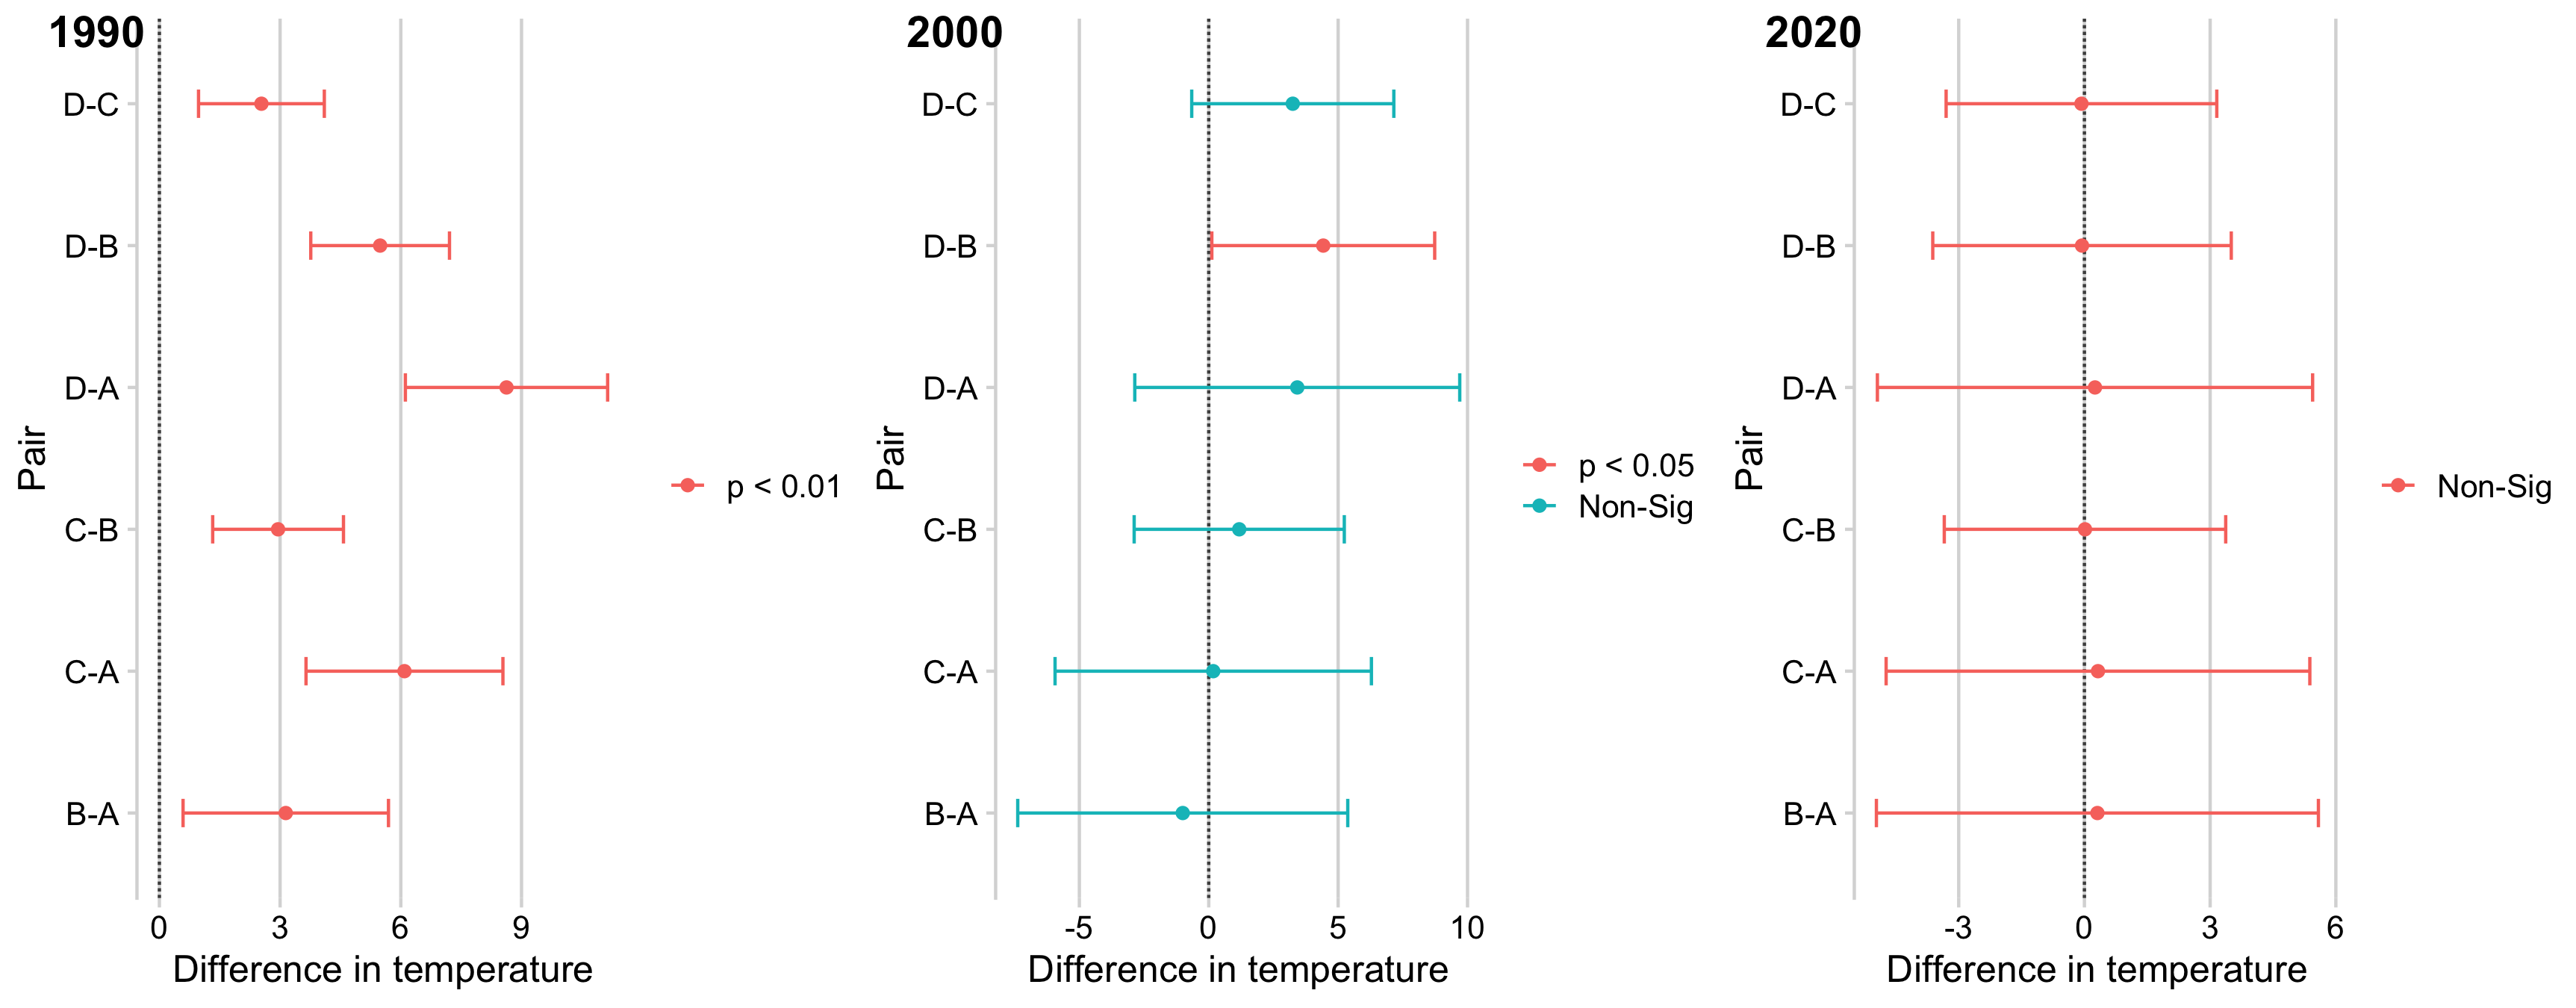 1990
D-C
D-B
D-A
C-B
C-A
B-A
Pair
0 3 6 9
Difference in temperature
p < 0.01
2000
D-C
D-B
D-A
C-B
C-A
B-A
Pair
-5 0 5 10
Difference in temperature
p < 0.05
Non-Sig
2020
D-C
D-B
D-A
C-B
C-A
B-A
Pair
-3 0 3 6
Difference in temperature
Non-Sig